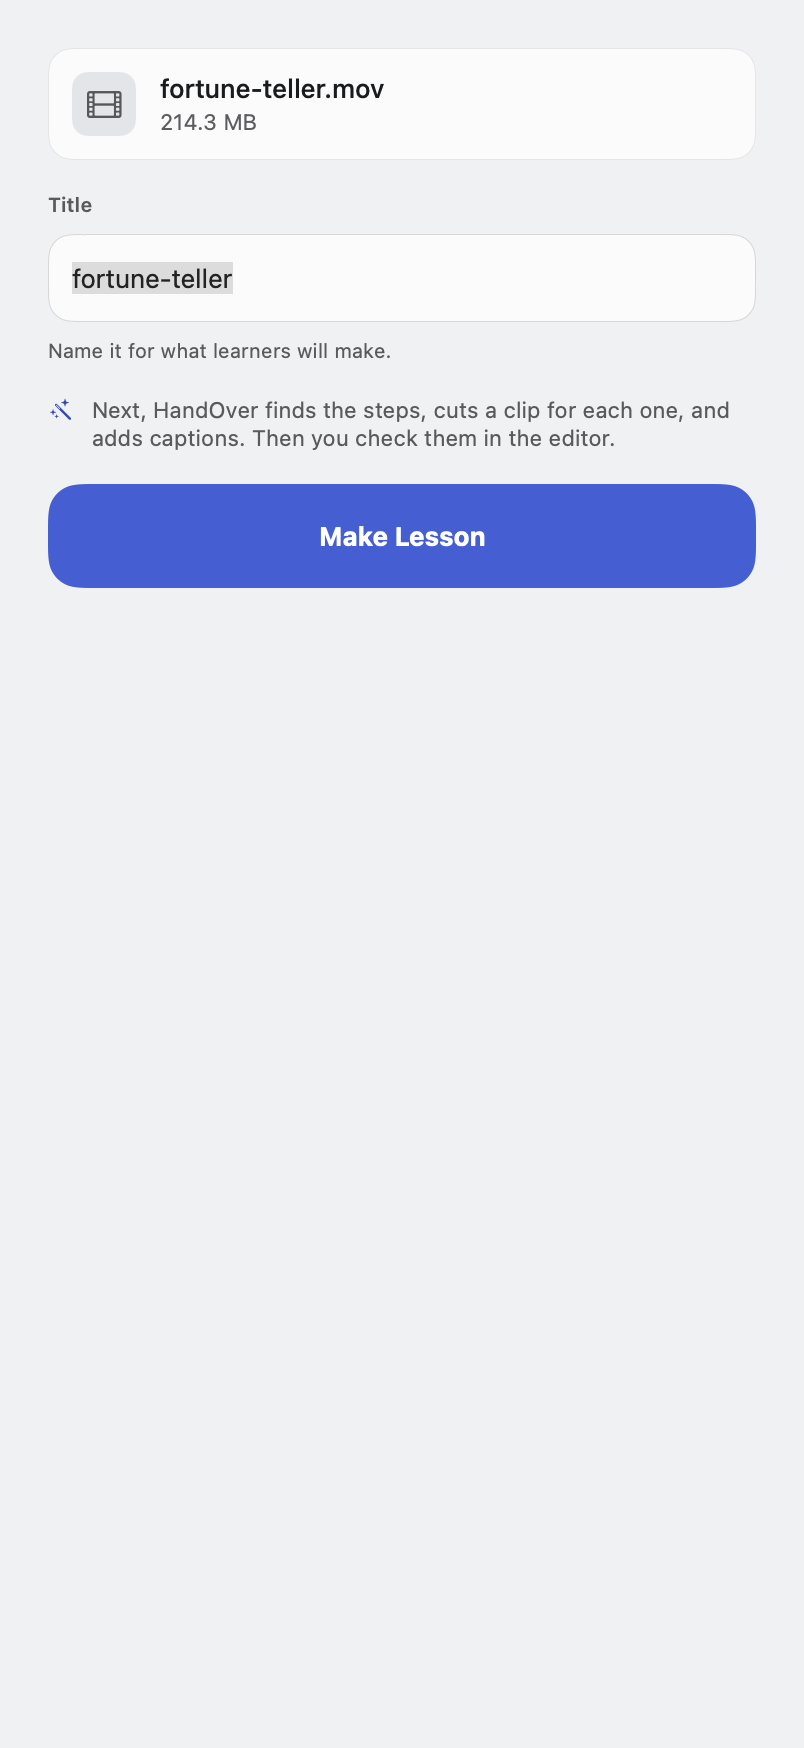 fortune-teller.mov
214.3 MB
Title
fortune-teller
Name it for what learners will make.
Next, HandOver finds the steps, cuts a clip for each one, and
adds captions. Then you check them in the editor.
Make Lesson